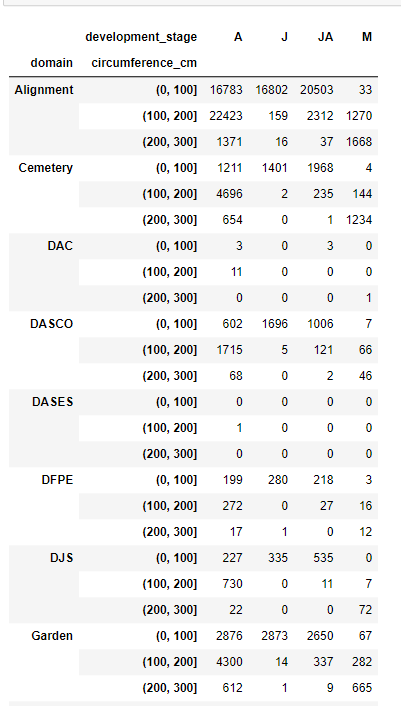 development_stage A J JA M
domain circumference_cm
Alignment (0, 100] 16783 16802 20503 33
(100, 200] 22423 159 2312 1270
(200, 300] 1371 16 37 1668
Cemetery (0, 100] 1211 1401 1968 4
(100, 200] 4696 2 235 144
(200, 300] 654 0 1 1234
DAC (0, 100] 3 0 3 0
(100, 200] 11 0 0 0
(200, 300] 0 0 0 1
DASCO (0, 100] 602 1696 1006 7
(100, 200] 1715 5 121 66
(200, 300] 68 0 2 46
DASES (0, 100] 0 0 0 0
(100, 200] 1 0 0 0
(200, 300] 0 0 0 0
DFPE (0, 100] 199 280 218 3
(100, 200] 272 0 27 16
(200, 300] 17 1 0 12
DJS (0, 100] 227 335 535 0
(100, 200] 730 0 11 7
(200, 300] 22 0 0 72
Garden (0, 100] 2876 2873 2650 67
(100, 200] 4300 14 337 282
(200, 300] 612 1 9 665